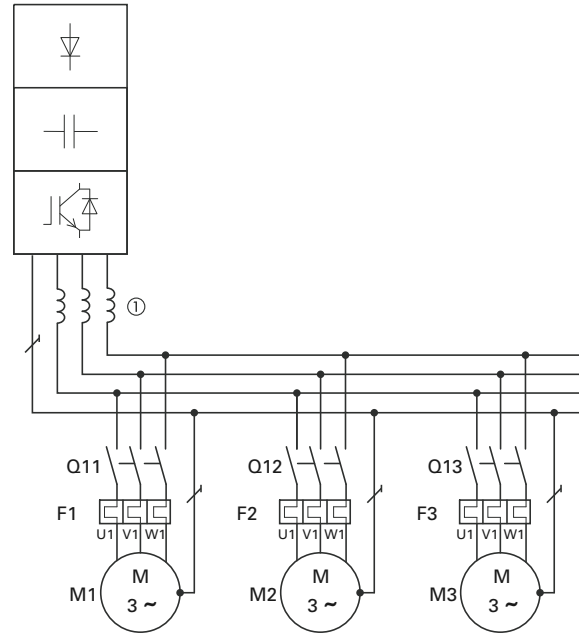 ①
Q11 Q12 Q13
F1 F2 F3
U1 V1 W1 U1 V1 W1 U1 V1 W1
M M M
M1 M2 M3
3 ~ 3 ~ 3 ~